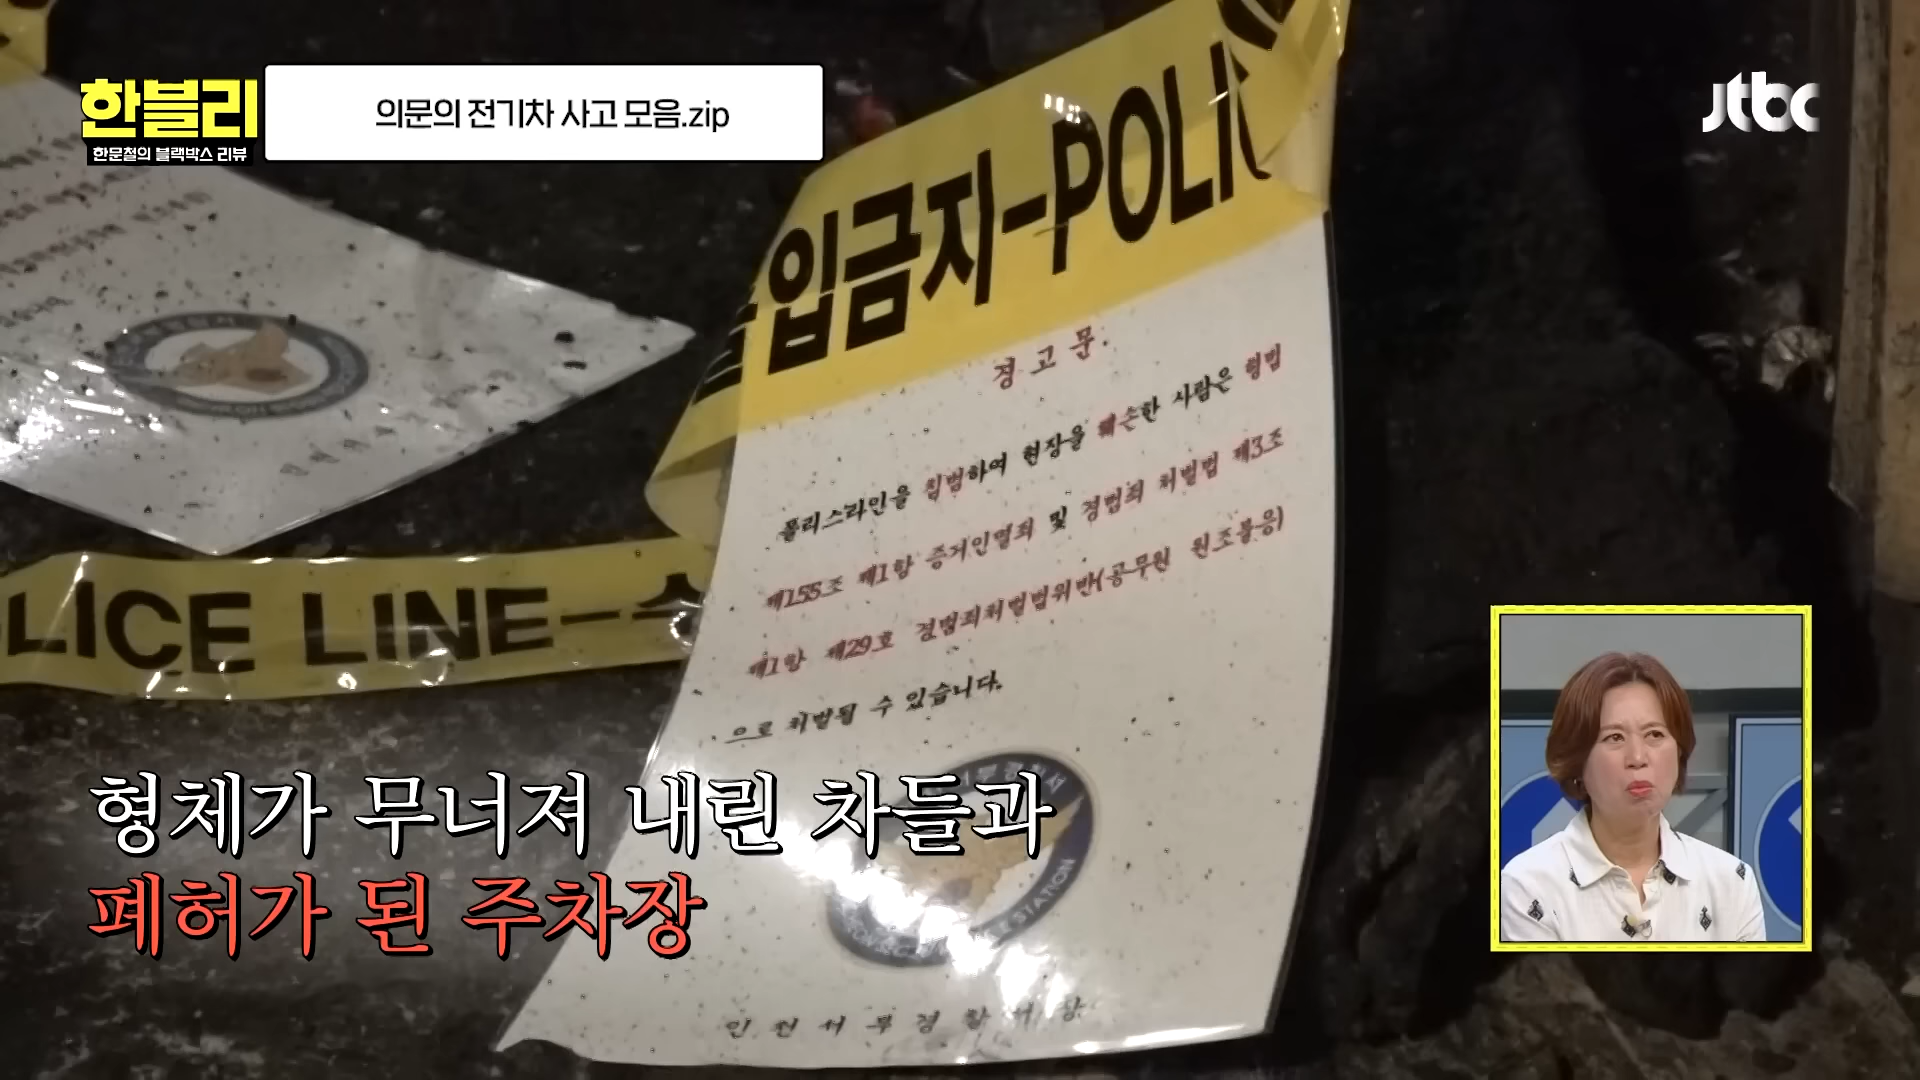 한블리
한문철의 블랙박스 리뷰
의문의 전기차 사고 모음.zip
jtbc
입금지-POLI
경고문.
폴리스라인을 침범하여 현장을 훼손한 사람은 형법
제155조 제1항 증거인멸죄 및 경범죄 처벌법 제3조
제1항 제29호 경범죄처벌법위반(공무원 원조불응)
으로 처벌될 수 있습니다.
인천서부경찰서장
POLICE LINE-수
STATION
형체가 무너져 내린 차들과
폐허가 된 주차장